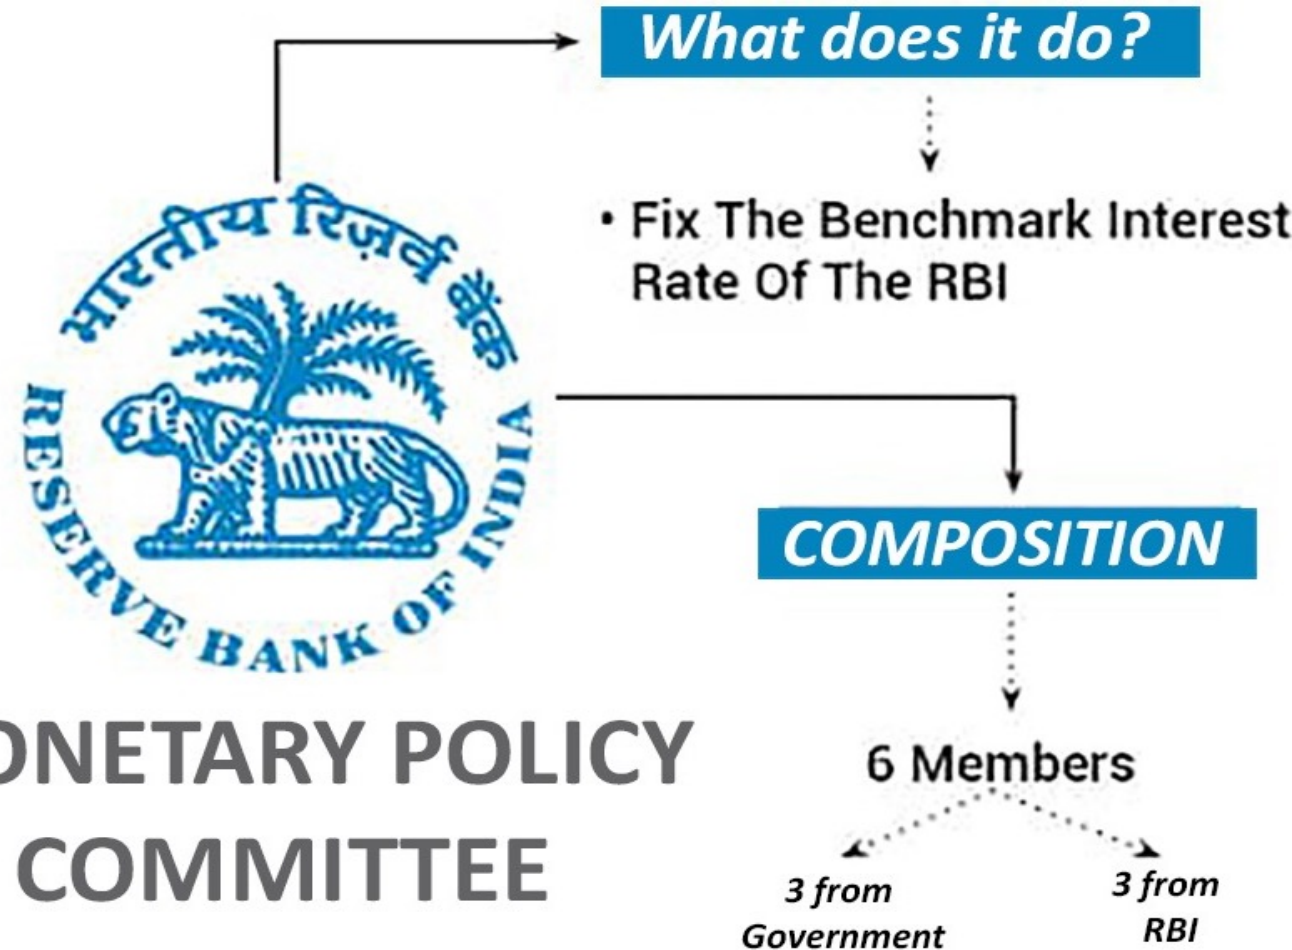 What does it do?
• Fix The Benchmark Interest
Rate Of The RBI
भारतीय रिज़र्व बैंक
RESERVE BANK OF INDIA
COMPOSITION
6 Members
3 from
Government
3 from
RBI
ONETARY POLICY
COMMITTEE